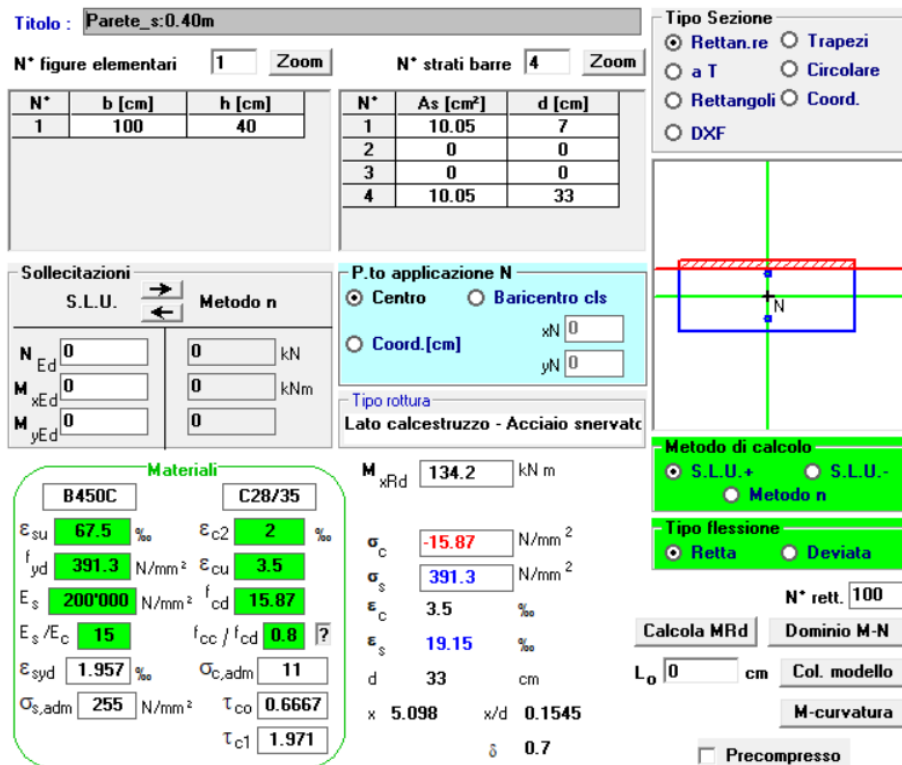 Titolo : Parete_s:0.40m
N* figure elementari 1 Zoom
N* strati barre 4 Zoom
N* b [cm] h [cm]
1 100 40
N* As [cm²] d [cm]
1 10.05 7
2 0 0
3 0 0
4 10.05 33
Tipo Sezione
Rettan.re Trapezi
a T Circolare
Rettangoli Coord.
DXF
Sollecitazioni
S.L.U. Metodo n
N Ed 0 0 kN
M xEd 0 0 kNm
M yEd 0 0
P.to applicazione N
Centro Baricentro cls
Coord.[cm] xN 0
yN 0
Tipo rottura
Lato calcestruzzo - Acciaio snervato
N
Materiali
B450C C28/35
εsu 67.5 ‰ εc2 2 ‰
fyd 391.3 N/mm² εcu 3.5
Es 200'000 N/mm² fcd 15.87
Es/Ec 15 fcc / fcd 0.8 ?
εsyd 1.957 ‰ σc,adm 11
σs,adm 255 N/mm² τco 0.6667
τc1 1.971
M xRd 134.2 kN m
σc -15.87 N/mm²
σs 391.3 N/mm²
εc 3.5 ‰
εs 19.15 ‰
d 33 cm
x 5.098 x/d 0.1545
δ 0.7
Metodo di calcolo
S.L.U.+ S.L.U.-
Metodo n
Tipo flessione
Retta Deviata
N* rett. 100
Calcola MRd Dominio M-N
Lo 0 cm Col. modello
M-curvatura
Precompresso